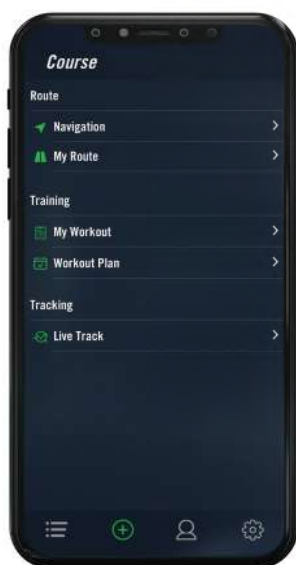 Course
Route
Navigation
My Route
Training
My Workout
Workout Plan
Tracking
Live Track